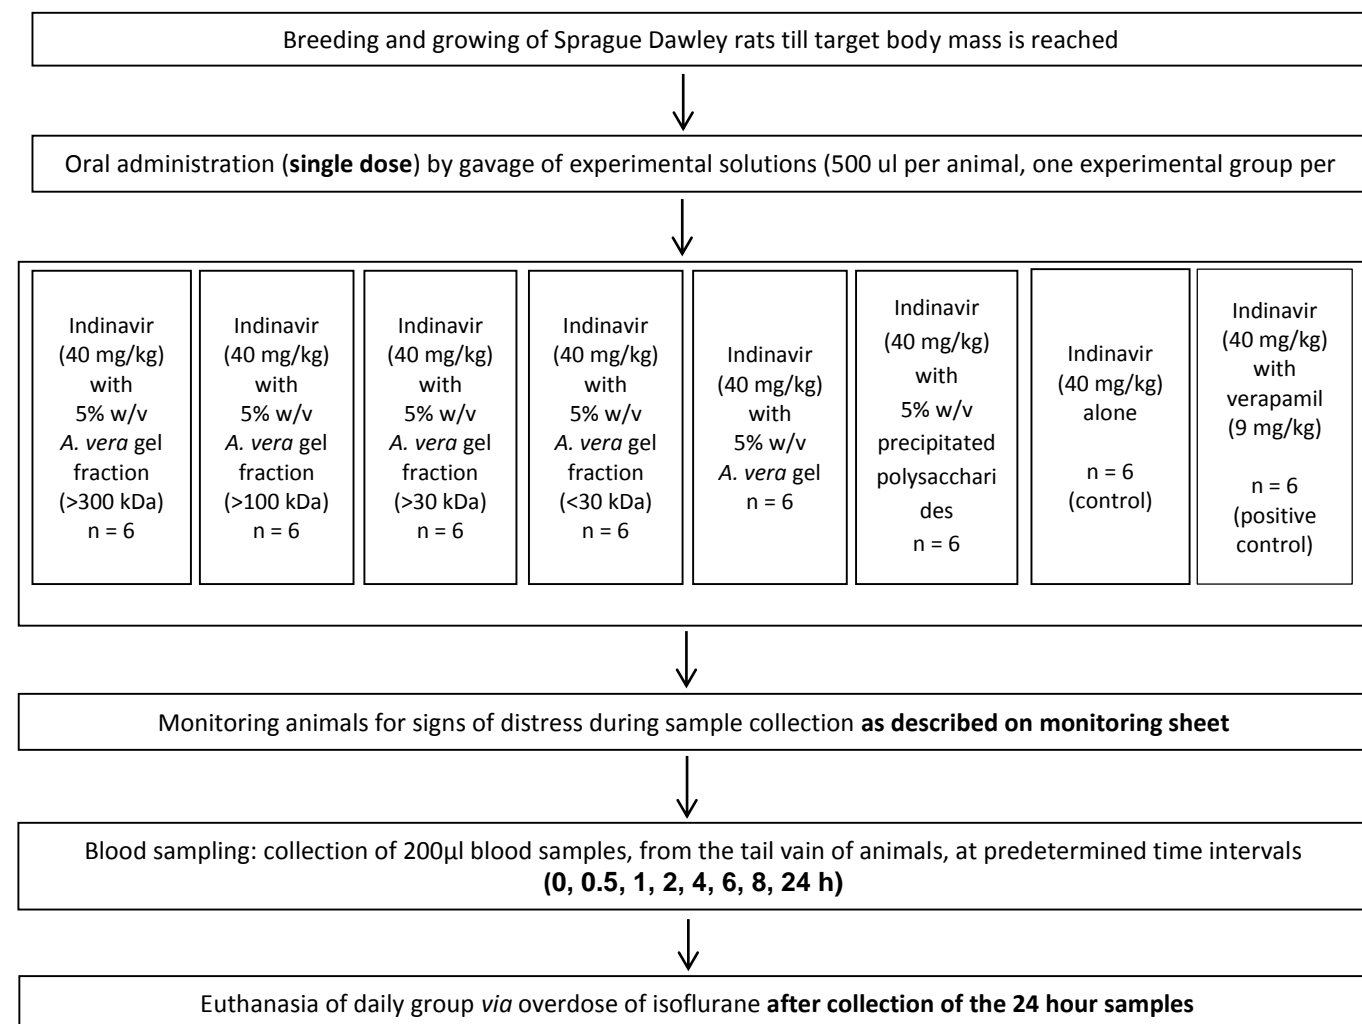 Breeding and growing of Sprague Dawley rats till target body mass is reached
Oral administration (single dose) by gavage of experimental solutions (500 ul per animal, one experimental group per
Indinavir
(40 mg/kg)
with
5% w/v
A. vera gel
fraction
(>300 kDa)
n = 6
Indinavir
(40 mg/kg)
with
5% w/v
A. vera gel
fraction
(>100 kDa)
n = 6
Indinavir
(40 mg/kg)
with
5% w/v
A. vera gel
fraction
(>30 kDa)
n = 6
Indinavir
(40 mg/kg)
with
5% w/v
A. vera gel
fraction
(<30 kDa)
n = 6
Indinavir
(40 mg/kg)
with
5% w/v
A. vera gel
n = 6
Indinavir
(40 mg/kg)
with
5% w/v
precipitated
polysacchari
des
n = 6
Indinavir
(40 mg/kg)
alone
n = 6
(control)
Indinavir
(40 mg/kg)
with
verapamil
(9 mg/kg)
n = 6
(positive
control)
Monitoring animals for signs of distress during sample collection as described on monitoring sheet
Blood sampling: collection of 200µl blood samples, from the tail vain of animals, at predetermined time intervals
(0, 0.5, 1, 2, 4, 6, 8, 24 h)
Euthanasia of daily group via overdose of isoflurane after collection of the 24 hour samples